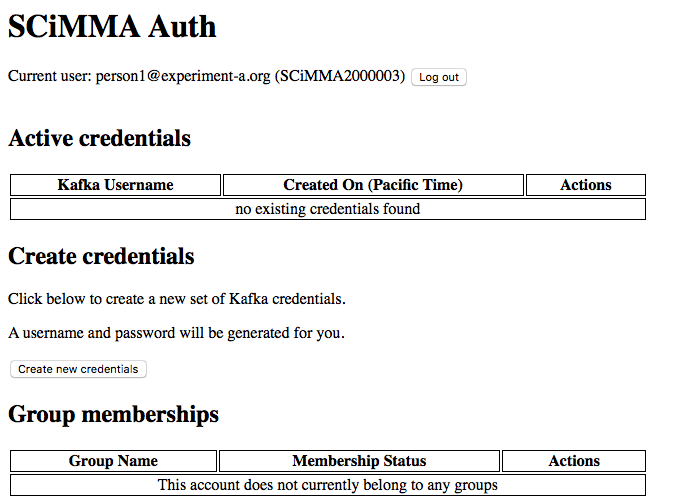 SCiMMA Auth
Current user: person1@experiment-a.org (SCiMMA2000003) Log out
Active credentials
Kafka Username Created On (Pacific Time) Actions
no existing credentials found
Create credentials
Click below to create a new set of Kafka credentials.
A username and password will be generated for you.
Create new credentials
Group memberships
Group Name Membership Status Actions
This account does not currently belong to any groups